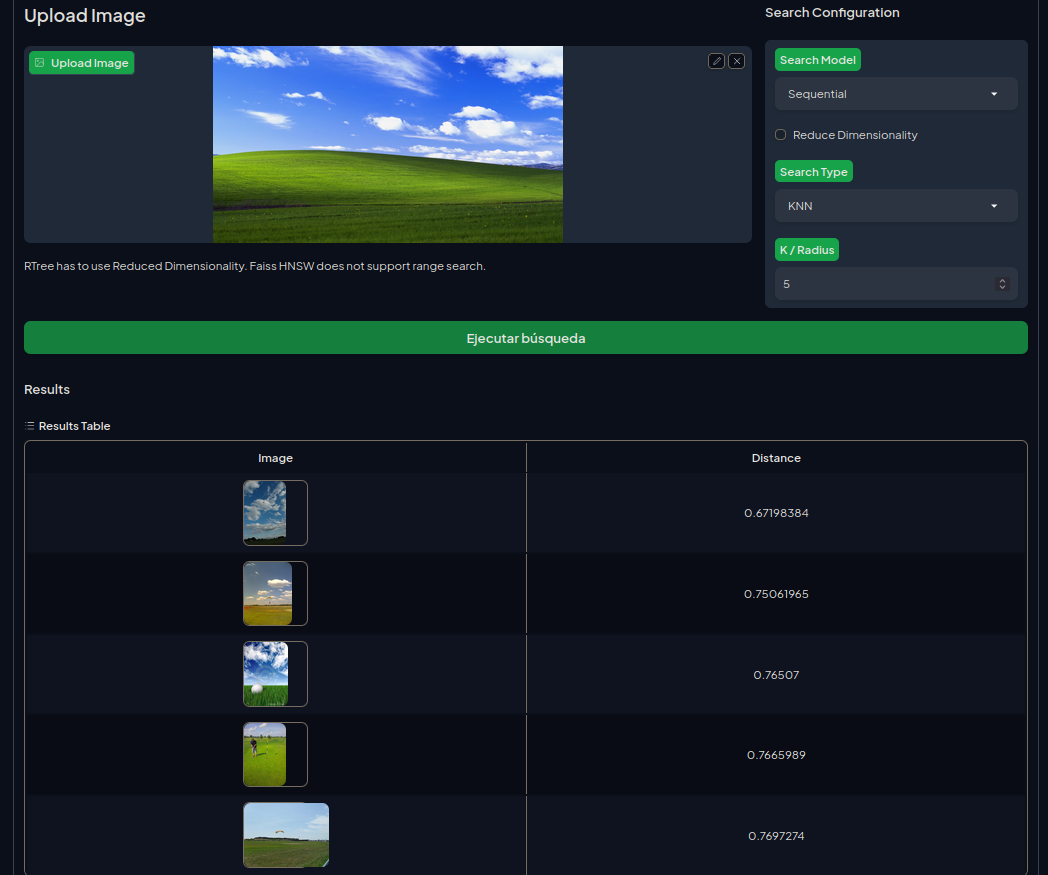 Upload Image
Search Configuration
Upload Image
Search Model
Sequential
Reduce Dimensionality
Search Type
KNN
K / Radius
5
RTree has to use Reduced Dimensionality. Faiss HNSW does not support range search.
Ejecutar búsqueda
Results
Results Table
Image Distance
0.67198384
0.75061965
0.76507
0.7665989
0.7697274